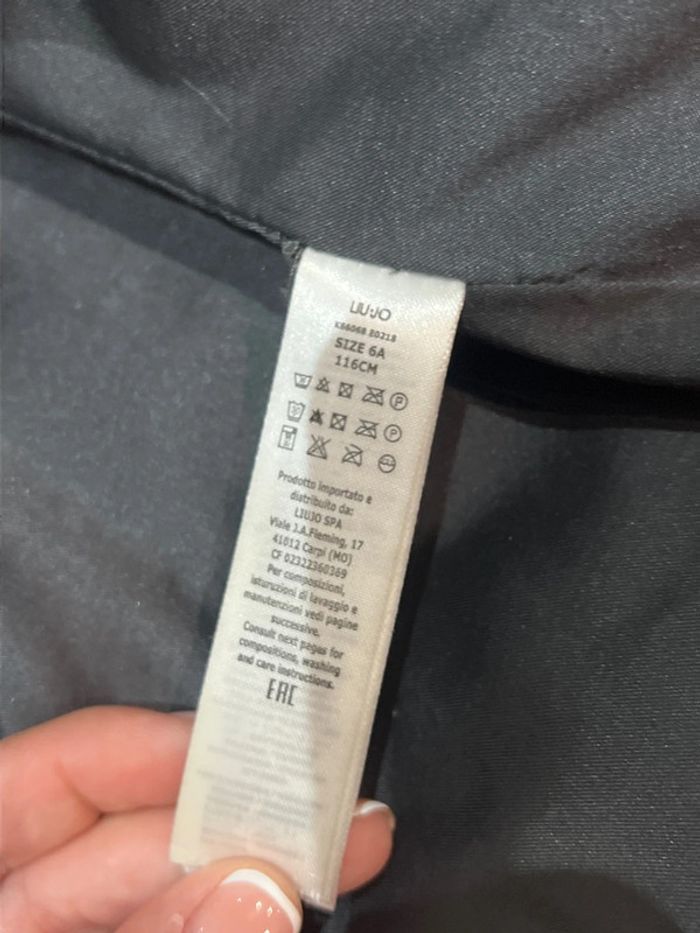 LIU·JO
K66068 E0218
SIZE 6A
116CM
P
P
Prodotto importato e
distribuito da:
LIUJO SPA
Viale J.A.Fleming, 17
41012 Carpi (MO)
CF 02322360369
Per composizioni,
isturuzioni di lavaggio e
manutenzioni vedi pagine
successive.
Consult next pages for
compositions, washing
and care instructions.
EAC